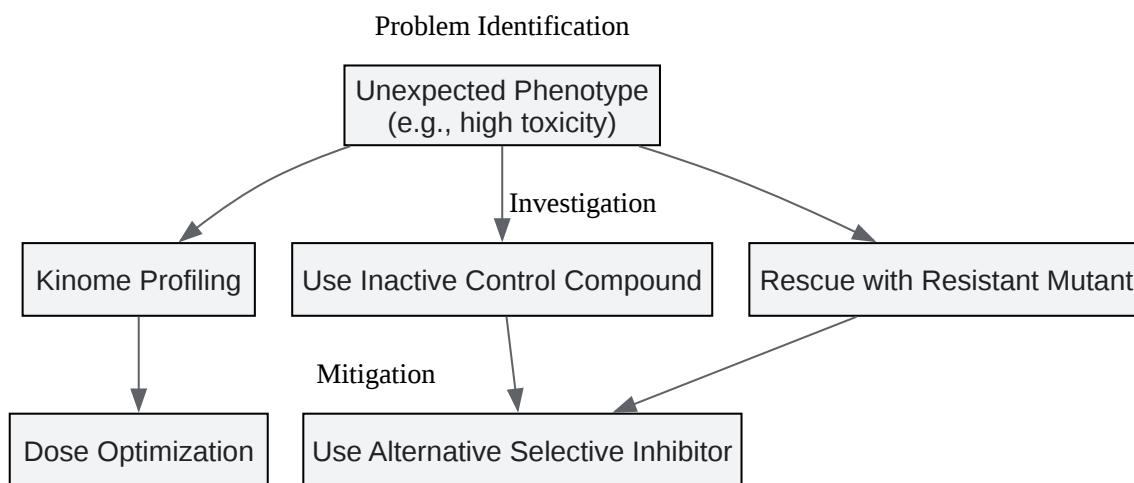 Problem Identification
Unexpected Phenotype
(e.g., high toxicity)
Investigation
Kinome Profiling
Use Inactive Control Compound
Rescue with Resistant Mutant
Mitigation
Dose Optimization
Use Alternative Selective Inhibitor